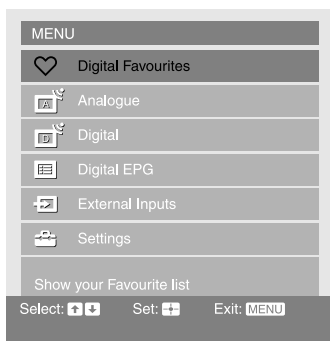 MENU
Digital Favourites
A Analogue
D Digital
Digital EPG
External Inputs
Settings
Show your Favourite list
Select: Set: Exit: MENU